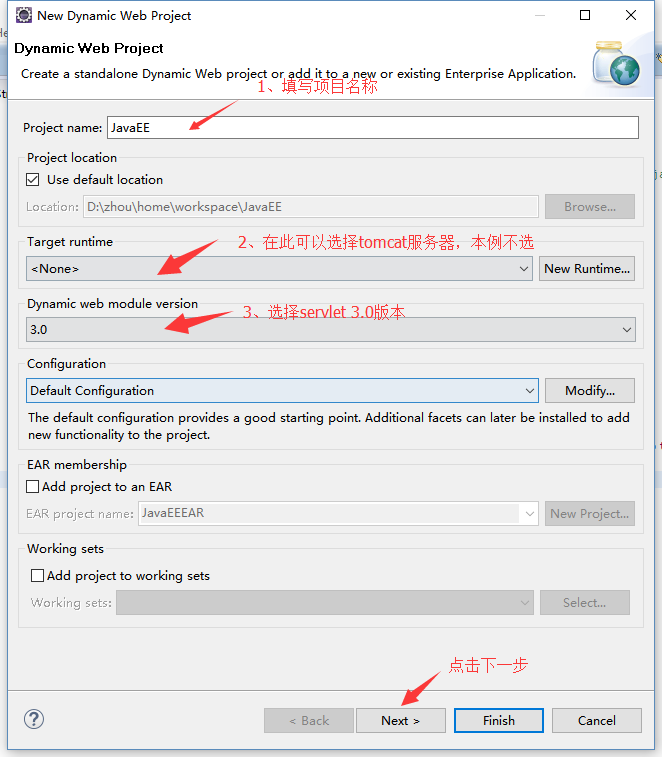 New Dynamic Web Project
Dynamic Web Project
Create a standalone Dynamic Web project or add it to a new or existing Enterprise Application.
1、填写项目名称
Project name: JavaEE
Project location
Use default location
Location: D:\zhou\home\workspace\JavaEE Browse...
Target runtime
2、在此可以选择tomcat服务器，本例不选
<None> New Runtime...
Dynamic web module version
3、选择servlet 3.0版本
3.0
Configuration
Default Configuration Modify...
The default configuration provides a good starting point. Additional facets can later be installed to add
new functionality to the project.
EAR membership
Add project to an EAR
EAR project name: JavaEEEAR New Project...
Working sets
Add project to working sets
Working sets: Select...
点击下一步
? < Back Next > Finish Cancel